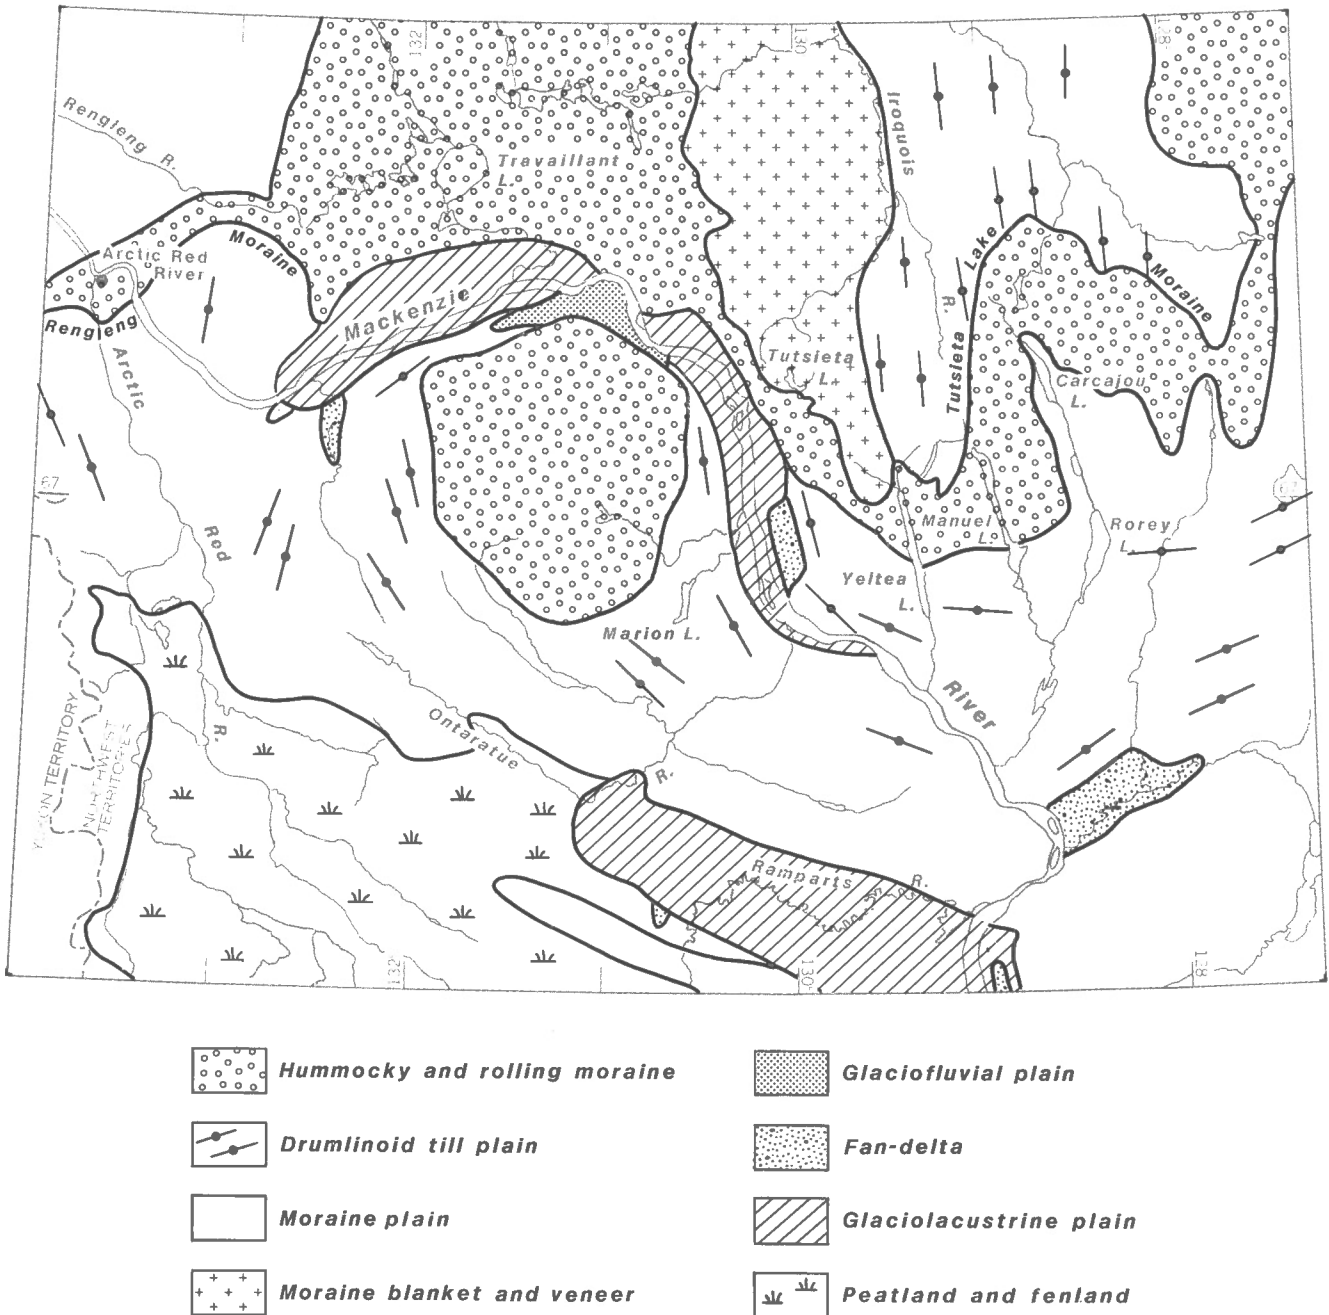 132
130
128
Rengleng R.
Iroquois
Travaillant
L.
Moraine
Lake
Arctic Red
River
Moraine
Mackenzie
R.
Rengleng
Arctic
Tutsieta
L.
Tutsieta
Carcajou
L.
67
67
Red
Manuel
L.
Rorey
L.
Yeltea
L.
Marion L.
River
YUKON TERRITORY
NORTHWEST
TERRITORIES
R.
Ontaratue
R.
Ramparts
R.
132
130
128
Hummocky and rolling moraine
Glaciofluvial plain
Drumlinoid till plain
Fan-delta
Moraine plain
Glaciolacustrine plain
Moraine blanket and veneer
Peatland and fenland